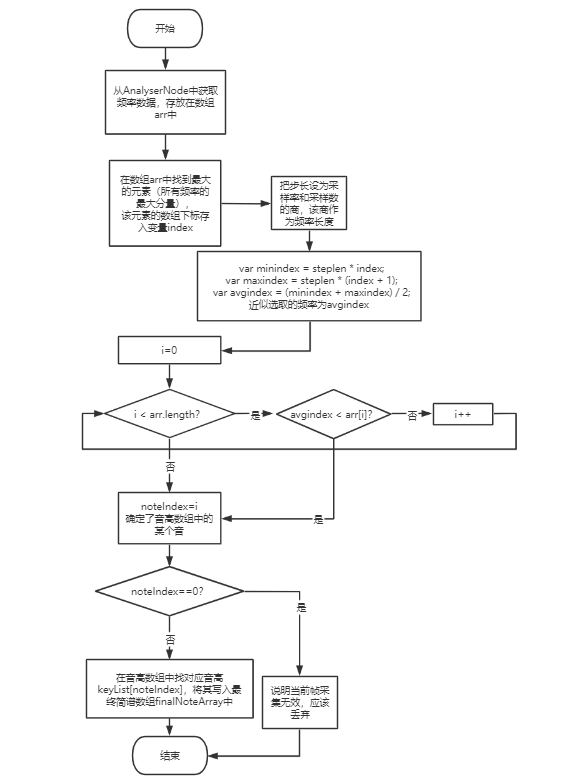 开始
从AnalyserNode中获取
频率数据，存放在数组
arr中
在数组arr中找到最大
的元素（所有频率的
最大分量），
该元素的数组下标存
入变量index
把步长设为采
样率和采样数
的商，该商作
为频率长度
var minindex = steplen * index;
var maxindex = steplen * (index + 1);
var avgindex = (minindex + maxindex) / 2;
近似选取的频率为avgindex
i=0
i < arr.length?
是
avgindex < arr[i]?
否
i++
否
是
noteIndex=i
确定了音高数组中的
某个音
noteIndex==0?
是
否
在音高数组中找对应音高
keyList[noteIndex]，将其写入最
终简谱数组finalNoteArray中
说明当前帧采
集无效，应该
丢弃
结束